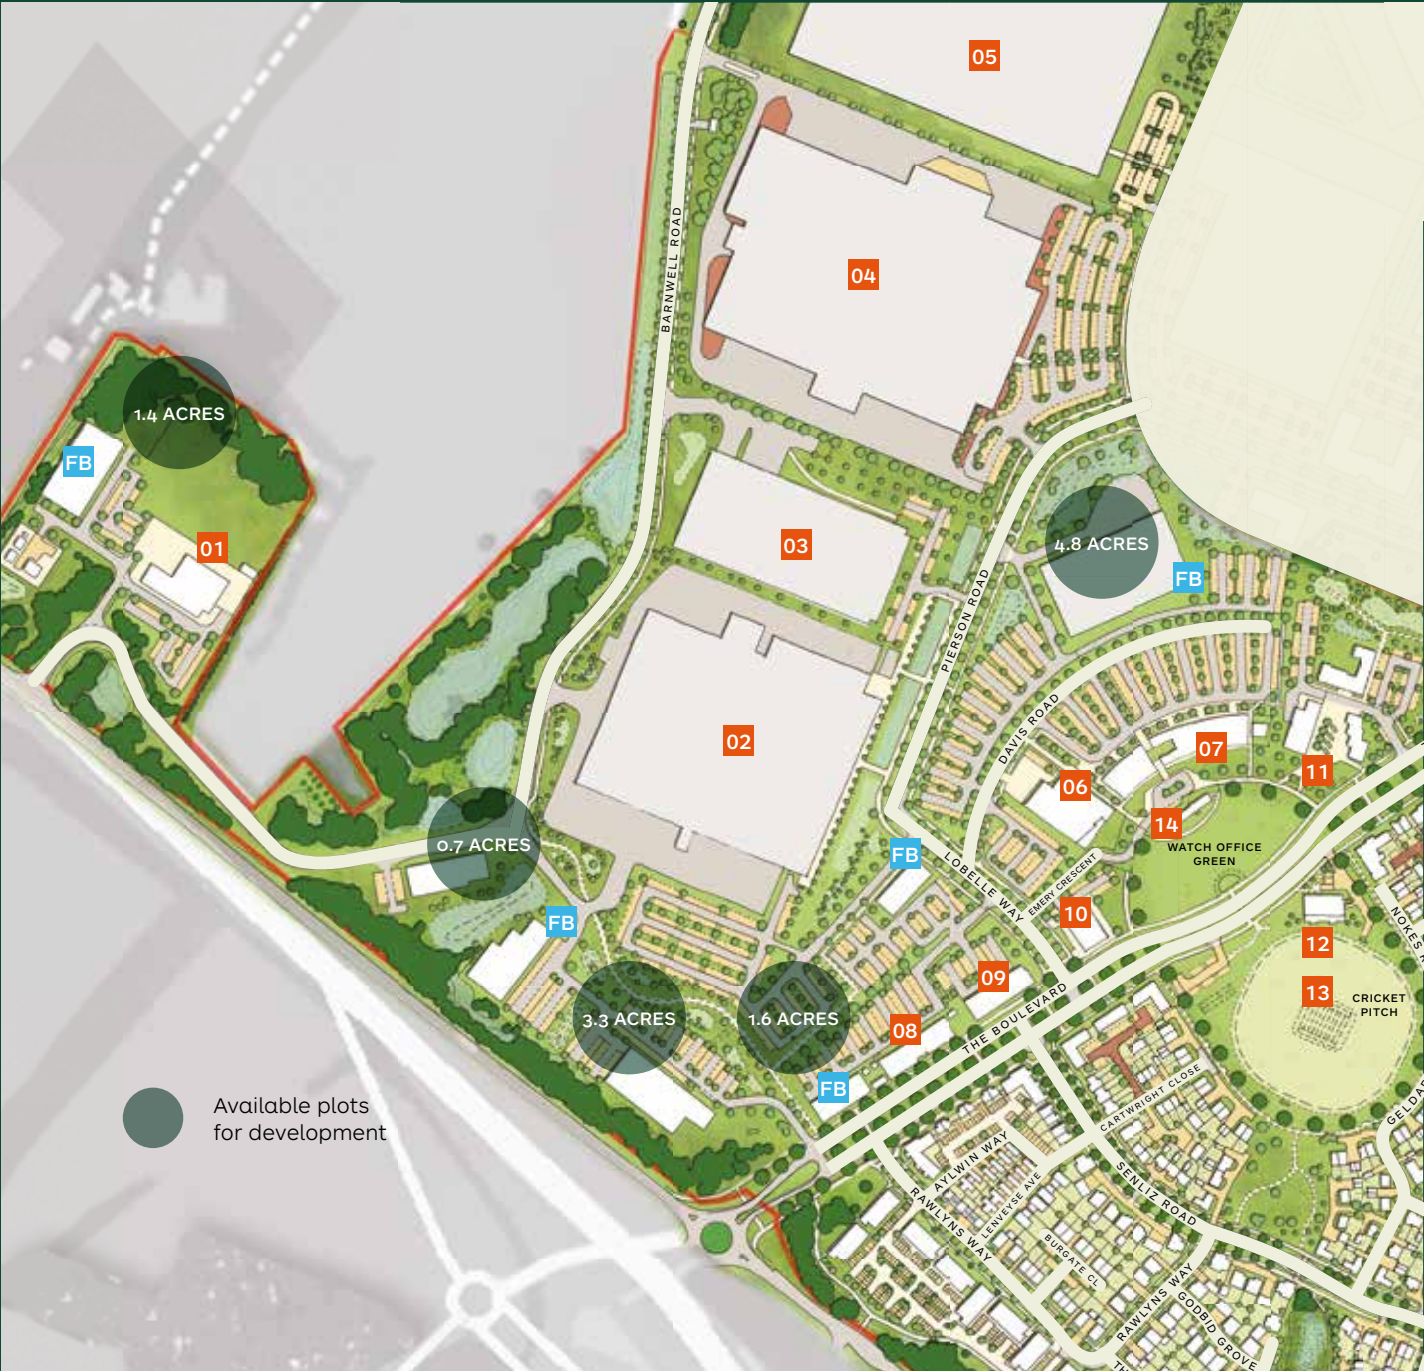 05
BARNWELL ROAD
04
1.4 ACRES
FB
01
03
4.8 ACRES
FB
PIERSON ROAD
02
DAVIS ROAD
07
11
06
14
WATCH OFFICE
GREEN
0.7 ACRES
FB
LOBELLE WAY
EMERY CRESCENT
10
FB
12
09
13
CRICKET
PITCH
3.3 ACRES
1.6 ACRES
08
THE BOULEVARD
FB
CARTWRIGHT CLOSE
Available plots
for development
AYLWIN WAY
LENVEYSE AVE
RAWLYNS WAY
SENLIZ ROAD
BURGATE CL
RAWLYNS WAY
GODBID GROVE